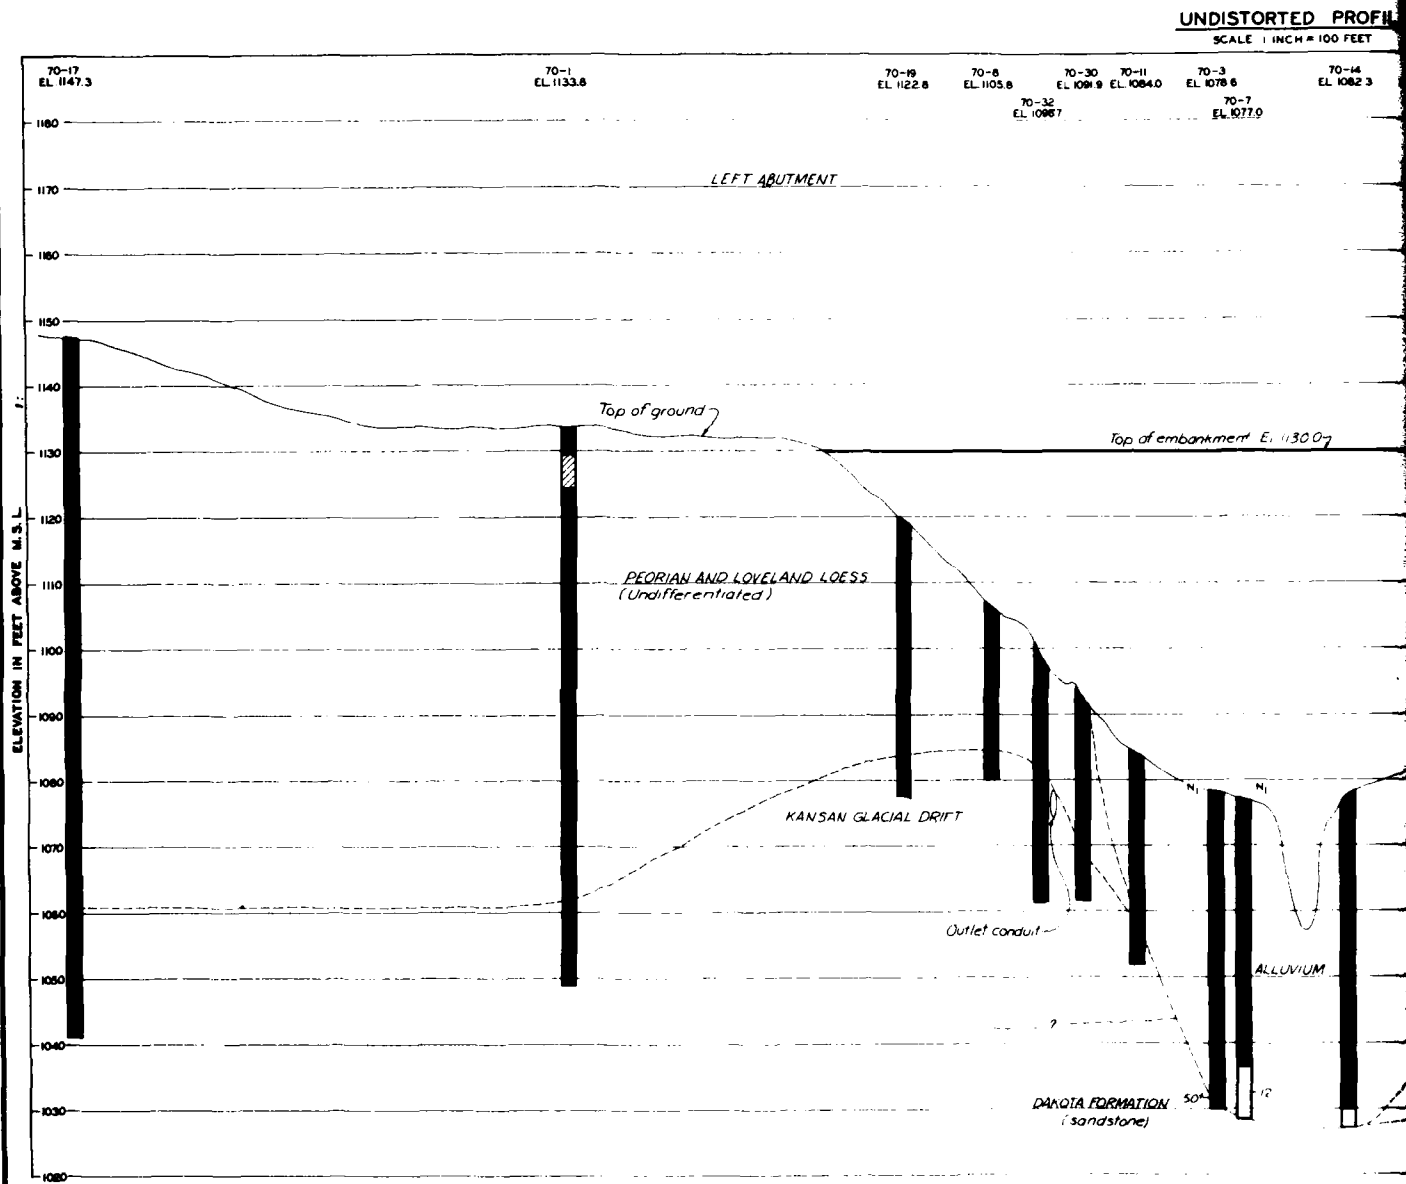 UNDISTORTED PROFIL
SCALE 1 INCH = 100 FEET
70-17
EL. 1147.3
70-1
EL. 1133.8
70-19
EL 1122.8
70-8
EL. 1105.8
70-32
70-30
EL 1091.9
70-11
EL. 1084.0
70-3
EL 1078.6
70-7
EL. 1077.0
70-14
EL 1082.3
1180
1170
LEFT ABUTMENT
1160
1150
1140
Top of ground
Top of embankment El 1130.0
1130
1120
1110
PEORIAN AND LOVELAND LOESS
(Undifferentiated)
1100
1090
ELEVATION IN FEET ABOVE M.S.L.
1080
N₁
N₁
KANSAN GLACIAL DRIFT
1070
1060
Outlet conduit
ALLUVIUM
1050
?
1040
DAKOTA FORMATION
(sandstone)
50+
12
1030
1020